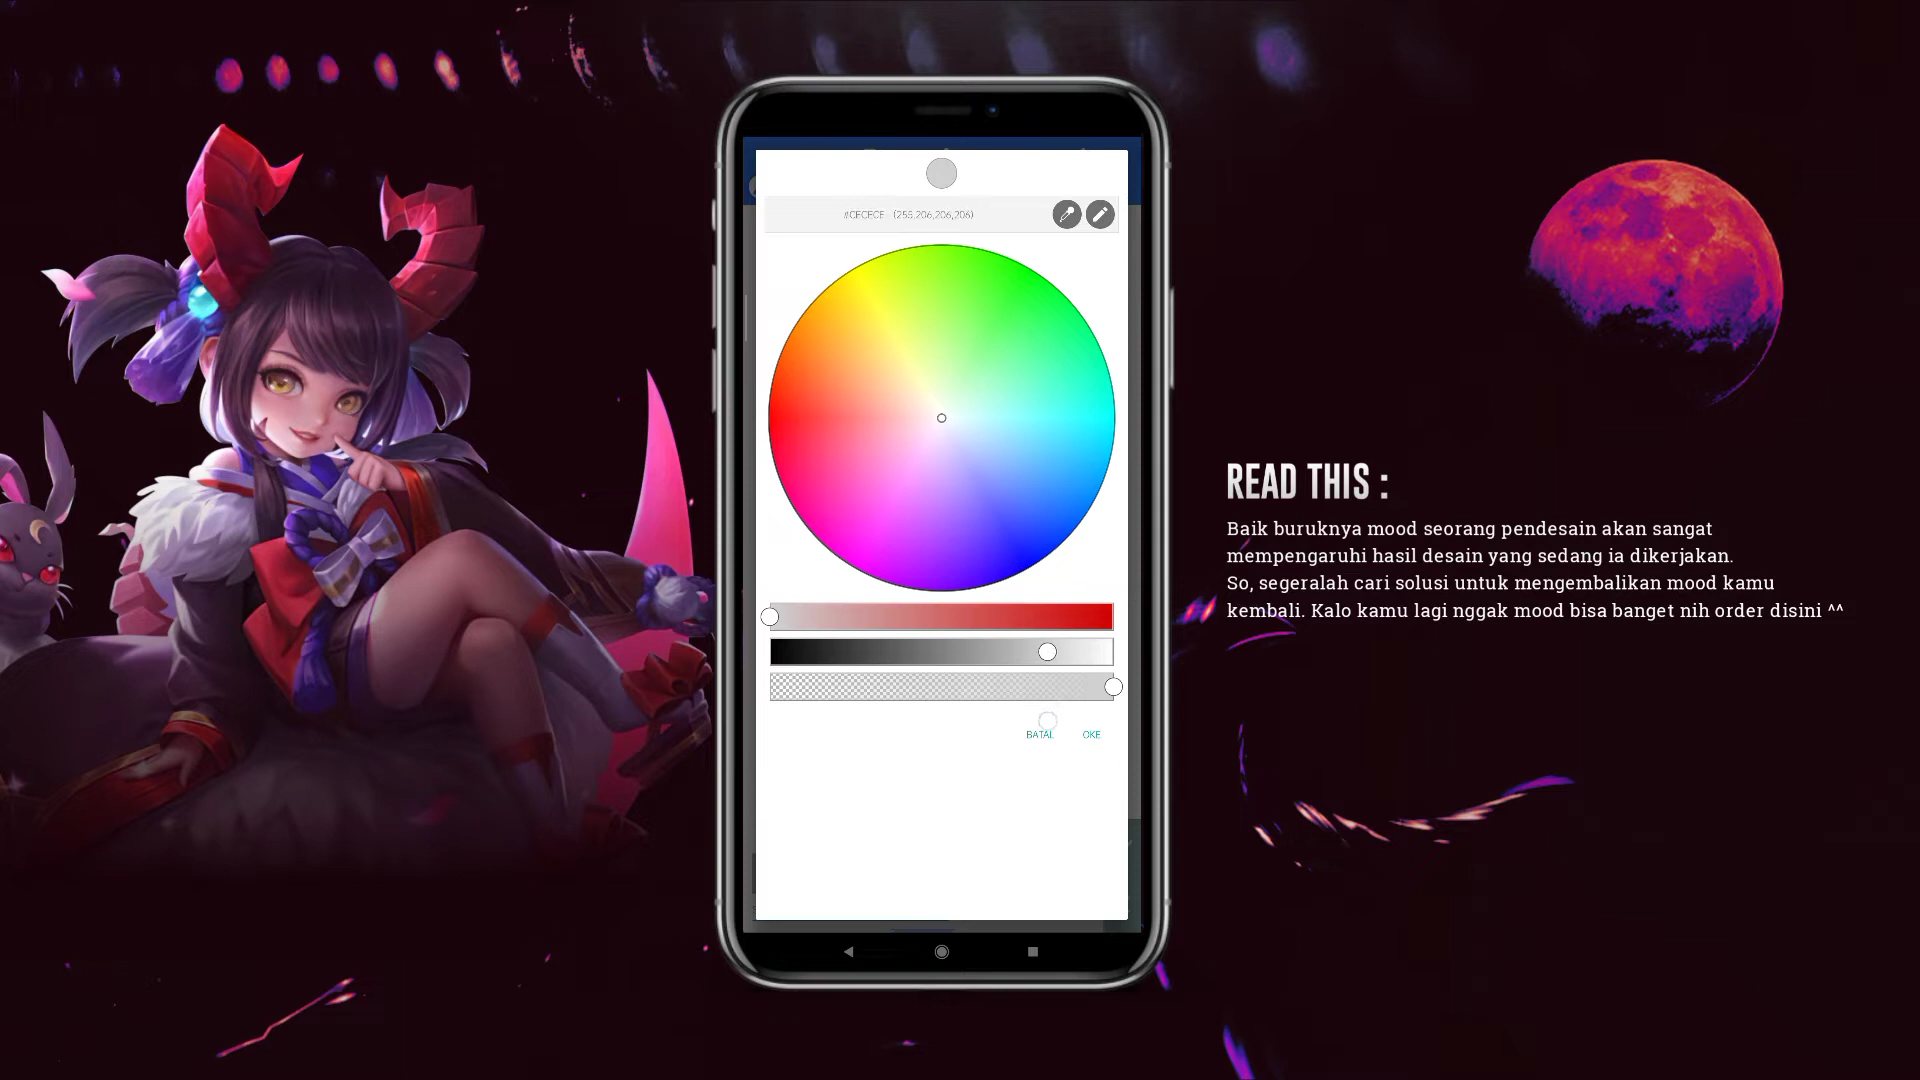 #CECECE (255,206,206,206)
BATAL OKE
READ THIS :
Baik buruknya mood seorang pendesain akan sangat
mempengaruhi hasil desain yang sedang ia dikerjakan.
So, segeralah cari solusi untuk mengembalikan mood kamu
kembali. Kalo kamu lagi nggak mood bisa banget nih order disini ^^